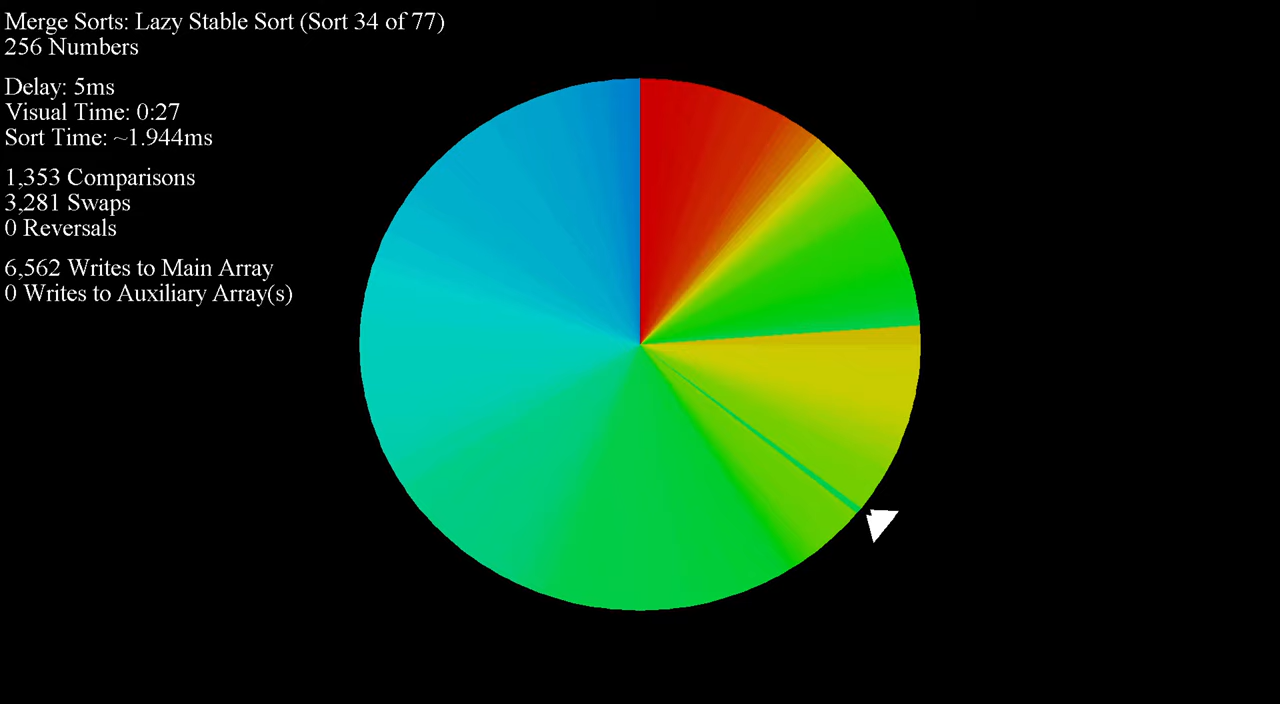 Merge Sorts: Lazy Stable Sort (Sort 34 of 77)
256 Numbers
Delay: 5ms
Visual Time: 0:27
Sort Time: ~1.944ms
1,353 Comparisons
3,281 Swaps
0 Reversals
6,562 Writes to Main Array
0 Writes to Auxiliary Array(s)